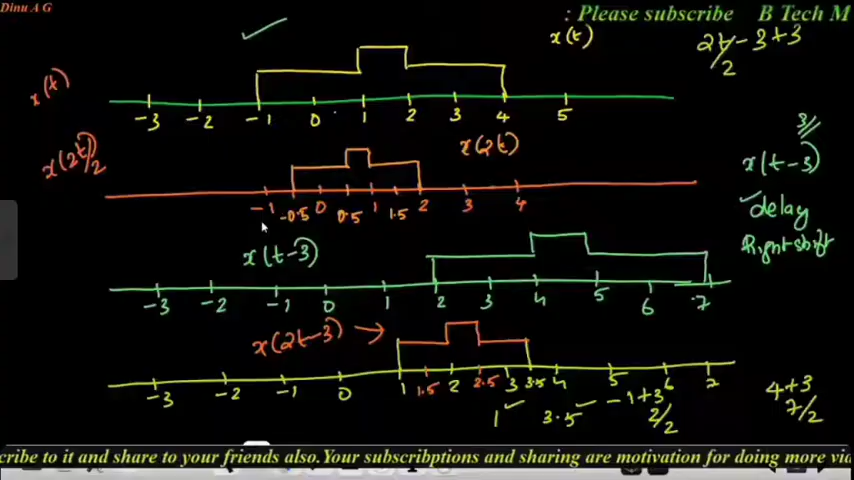 Dinu A G
: Please subscribe B Tech M
x(t)
2t - 3 + 3
2
x(t)
-3 -2 -1 0 1 2 3 4 5
3
x(2t)/2
x(2t)
x(t-3)
-1 -0.5 0 0.5 1 1.5 2 3 4
delay
Right shift
x(t-3)
-3 -2 -1 0 1 2 3 4 5 6 7
x(2t-3) →
-3 -2 -1 0 1 1.5 2 2.5 3 3.5 4 5 6 7
1 3.5 -1+3
2/2
4+3
7/2
cribe to it and share to your friends also.Your subscribptions and sharing are motivation for doing more via